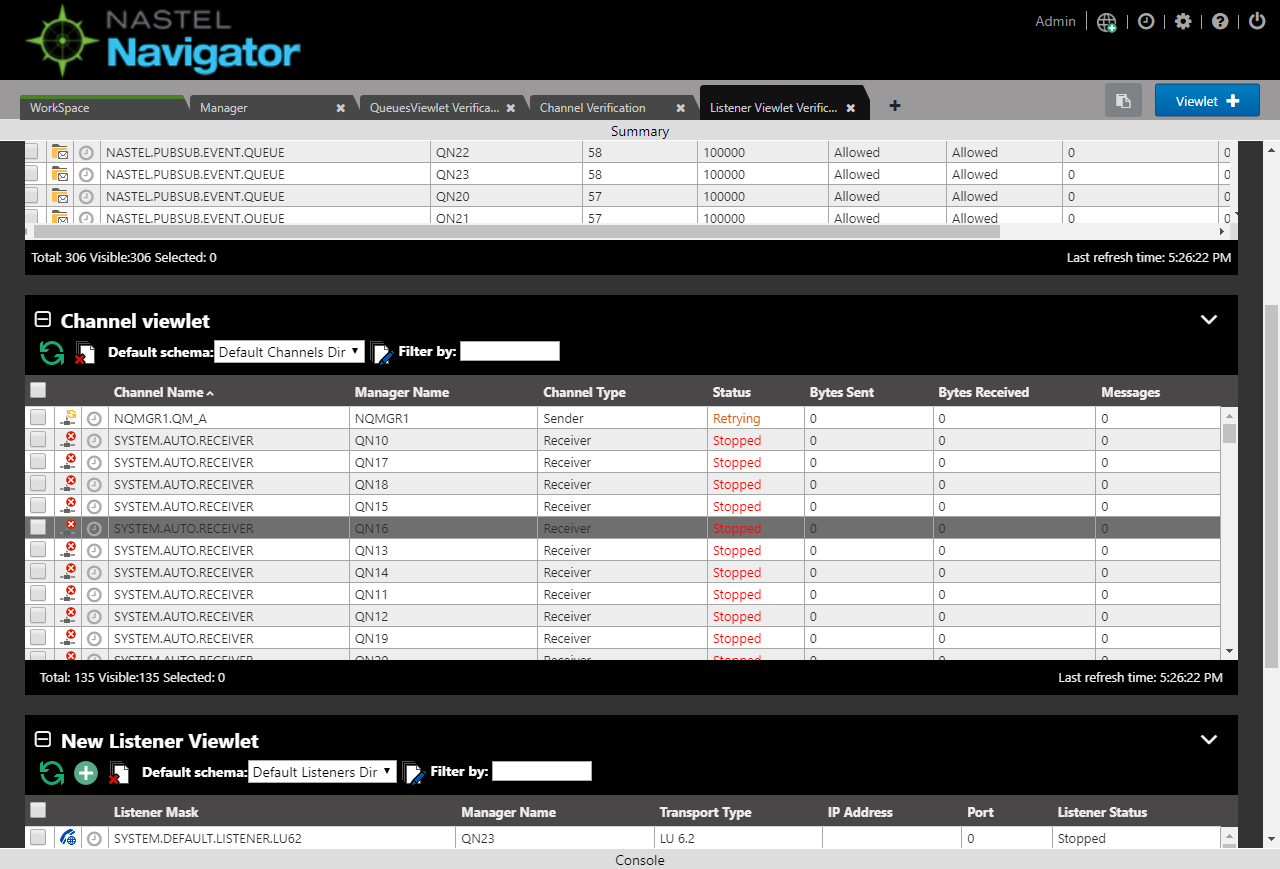 NASTEL
Navigator
Admin
WorkSpace Manager QueuesViewlet Verifica... Channel Verification Listener Viewlet Verific... Viewlet
Summary
NASTEL.PUBSUB.EVENT.QUEUE QN22 58 100000 Allowed Allowed 0 0
NASTEL.PUBSUB.EVENT.QUEUE QN23 58 100000 Allowed Allowed 0 0
NASTEL.PUBSUB.EVENT.QUEUE QN20 57 100000 Allowed Allowed 0 0
NASTEL.PUBSUB.EVENT.QUEUE QN21 57 100000 Allowed Allowed 0 0
Total: 306 Visible:306 Selected: 0 Last refresh time: 5:26:22 PM
Channel viewlet
Default schema: Default Channels Dir Filter by:
Channel Name Manager Name Channel Type Status Bytes Sent Bytes Received Messages
NQMGR1.QM_A NQMGR1 Sender Retrying 0 0 0
SYSTEM.AUTO.RECEIVER QN10 Receiver Stopped 0 0 0
SYSTEM.AUTO.RECEIVER QN17 Receiver Stopped 0 0 0
SYSTEM.AUTO.RECEIVER QN18 Receiver Stopped 0 0 0
SYSTEM.AUTO.RECEIVER QN15 Receiver Stopped 0 0 0
SYSTEM.AUTO.RECEIVER QN16 Receiver Stopped 0 0 0
SYSTEM.AUTO.RECEIVER QN13 Receiver Stopped 0 0 0
SYSTEM.AUTO.RECEIVER QN14 Receiver Stopped 0 0 0
SYSTEM.AUTO.RECEIVER QN11 Receiver Stopped 0 0 0
SYSTEM.AUTO.RECEIVER QN12 Receiver Stopped 0 0 0
SYSTEM.AUTO.RECEIVER QN19 Receiver Stopped 0 0 0
SYSTEM.AUTO.RECEIVER QN20 Receiver Stopped 0 0 0
Total: 135 Visible:135 Selected: 0 Last refresh time: 5:26:22 PM
New Listener Viewlet
Default schema: Default Listeners Dir Filter by:
Listener Mask Manager Name Transport Type IP Address Port Listener Status
SYSTEM.DEFAULT.LISTENER.LU62 QN23 LU 6.2 0 Stopped
Console